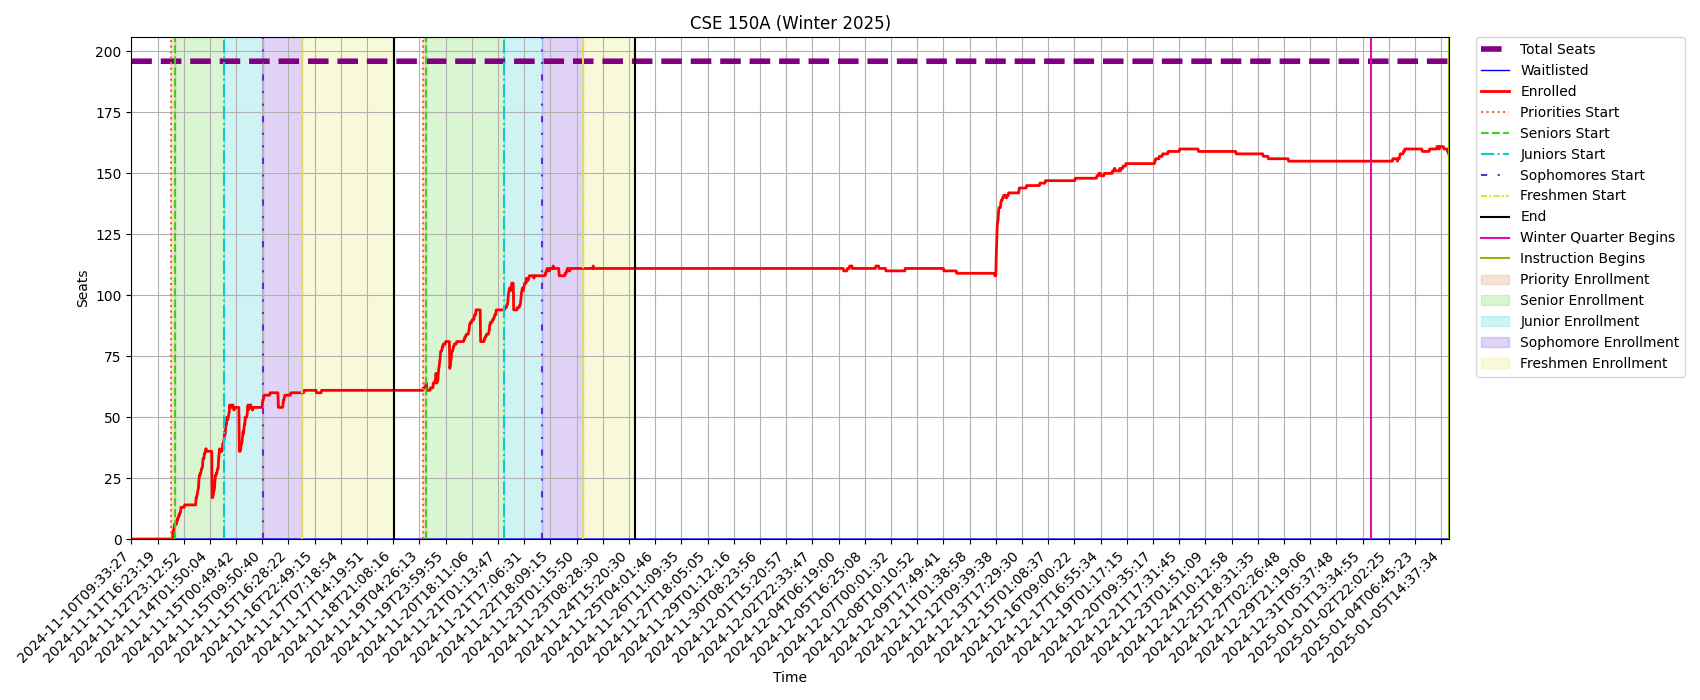 CSE 150A (Winter 2025)
200
175
150
125
100
75
50
25
0
Seats
2024-11-10T09:33:27
2024-11-11T16:23:19
2024-11-12T23:12:52
2024-11-14T01:50:04
2024-11-15T00:49:42
2024-11-15T09:50:40
2024-11-15T16:28:22
2024-11-16T22:49:15
2024-11-17T07:18:54
2024-11-17T14:19:51
2024-11-18T21:08:16
2024-11-19T04:26:13
2024-11-19T23:59:55
2024-11-20T18:11:06
2024-11-21T01:13:47
2024-11-21T17:06:31
2024-11-22T18:09:15
2024-11-23T01:15:50
2024-11-23T08:28:30
2024-11-24T15:20:30
2024-11-25T04:01:46
2024-11-26T11:09:35
2024-11-27T18:05:05
2024-11-29T01:12:16
2024-11-30T08:23:56
2024-12-01T15:20:57
2024-12-02T22:33:47
2024-12-04T06:19:00
2024-12-05T16:25:08
2024-12-07T00:01:32
2024-12-08T10:10:52
2024-12-09T17:49:41
2024-12-11T01:38:58
2024-12-12T09:39:38
2024-12-13T17:29:30
2024-12-15T01:08:37
2024-12-16T09:00:22
2024-12-17T16:55:34
2024-12-19T01:17:15
2024-12-20T09:35:17
2024-12-21T17:31:45
2024-12-23T01:51:09
2024-12-24T10:12:58
2024-12-25T18:31:35
2024-12-27T02:26:48
2024-12-29T21:19:06
2024-12-31T05:37:48
2025-01-01T13:34:55
2025-01-02T22:02:25
2025-01-04T06:45:23
2025-01-05T14:37:34
Time
Total Seats
Waitlisted
Enrolled
Priorities Start
Seniors Start
Juniors Start
Sophomores Start
Freshmen Start
End
Winter Quarter Begins
Instruction Begins
Priority Enrollment
Senior Enrollment
Junior Enrollment
Sophomore Enrollment
Freshmen Enrollment